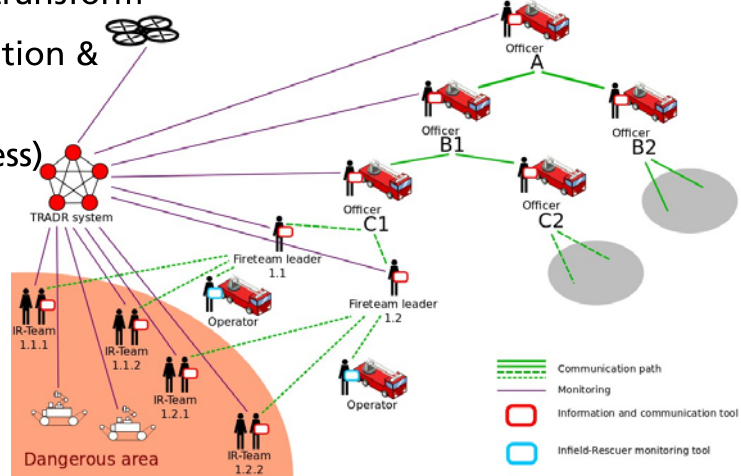 transform
tion &
ess)
Officer
A
Officer
B1
Officer
B2
Officer
C1
Officer
C2
TRADR system
Fireteam leader
1.1
Fireteam leader
1.2
Operator
Operator
IR-Team
1.1.1
IR-Team
1.1.2
IR-Team
1.2.1
IR-Team
1.2.2
Dangerous area
Communication path
Monitoring
Information and communication tool
Infield-Rescuer monitoring tool